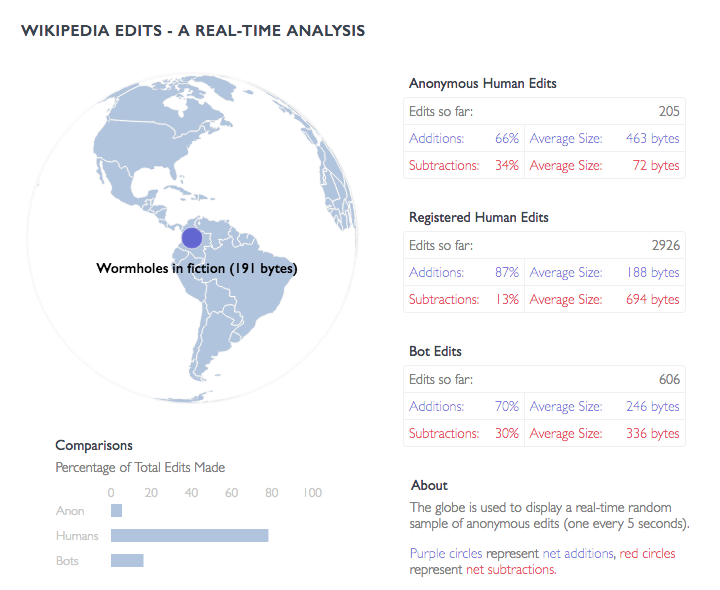 WIKIPEDIA EDITS - A REAL-TIME ANALYSIS
Wormholes in fiction (191 bytes)
Comparisons
Percentage of Total Edits Made
0 20 40 60 80 100
Anon
Humans
Bots
Anonymous Human Edits
Edits so far: 205
Additions: 66% Average Size: 463 bytes
Subtractions: 34% Average Size: 72 bytes
Registered Human Edits
Edits so far: 2926
Additions: 87% Average Size: 188 bytes
Subtractions: 13% Average Size: 694 bytes
Bot Edits
Edits so far: 606
Additions: 70% Average Size: 246 bytes
Subtractions: 30% Average Size: 336 bytes
About
The globe is used to display a real-time random
sample of anonymous edits (one every 5 seconds).
Purple circles represent net additions, red circles
represent net subtractions.